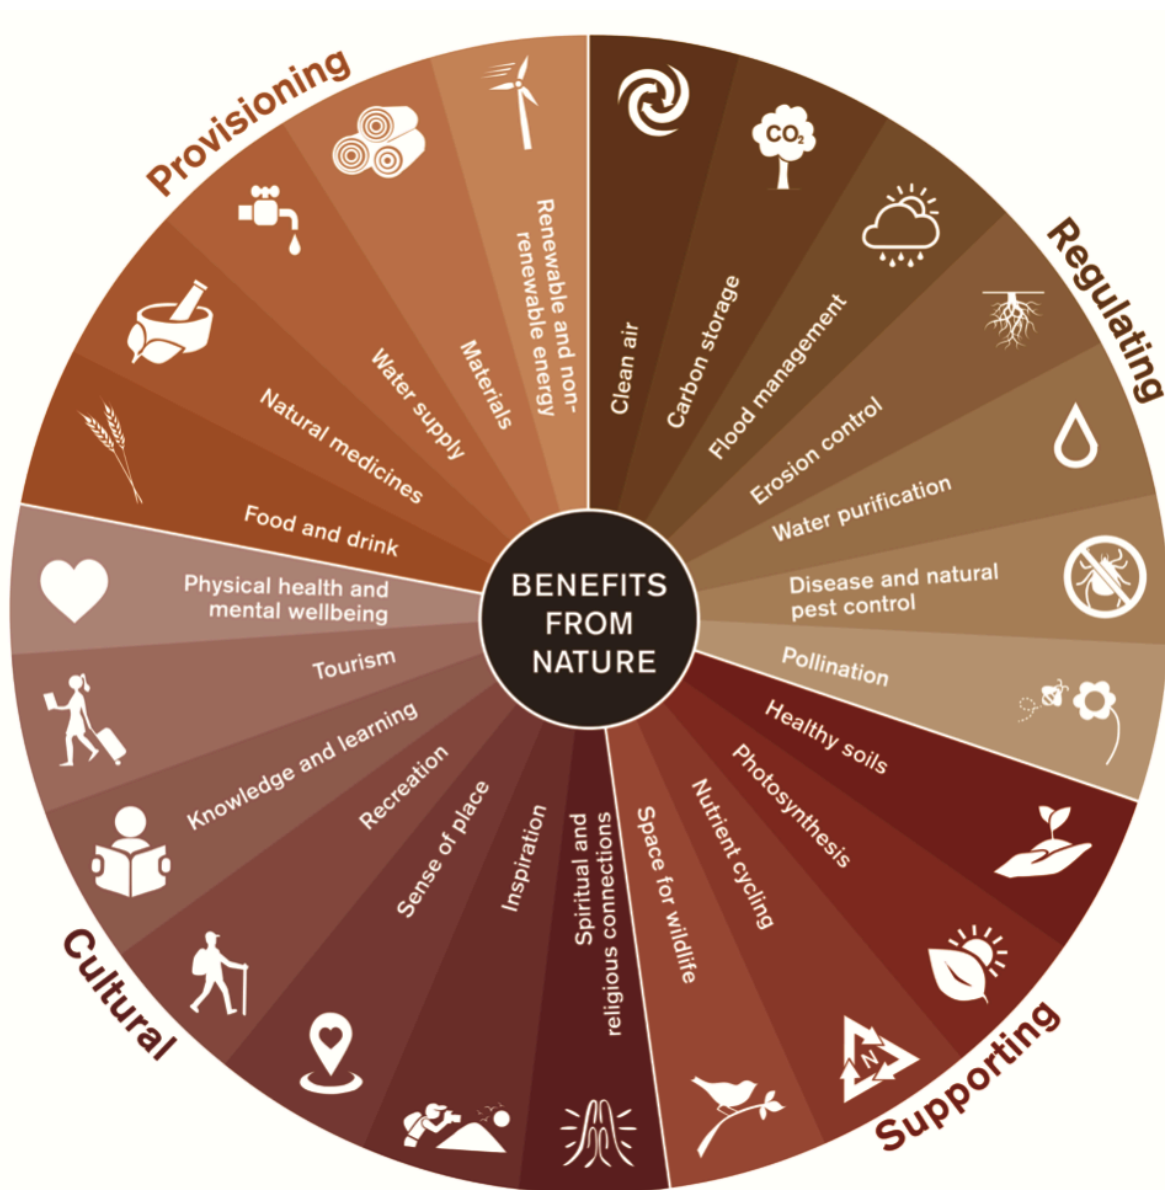 Provisioning
Regulating
Supporting
Cultural
BENEFITS
FROM
NATURE
Clean air
CO₂
Carbon storage
Flood management
Erosion control
Water purification
Disease and natural
pest control
Pollination
Healthy soils
Photosynthesis
N
Nutrient cycling
Space for wildlife
Spiritual and
religious connections
Inspiration
Sense of place
Recreation
Knowledge and learning
Tourism
Physical health and
mental wellbeing
Food and drink
Natural medicines
Water supply
Materials
Renewable and non-
renewable energy